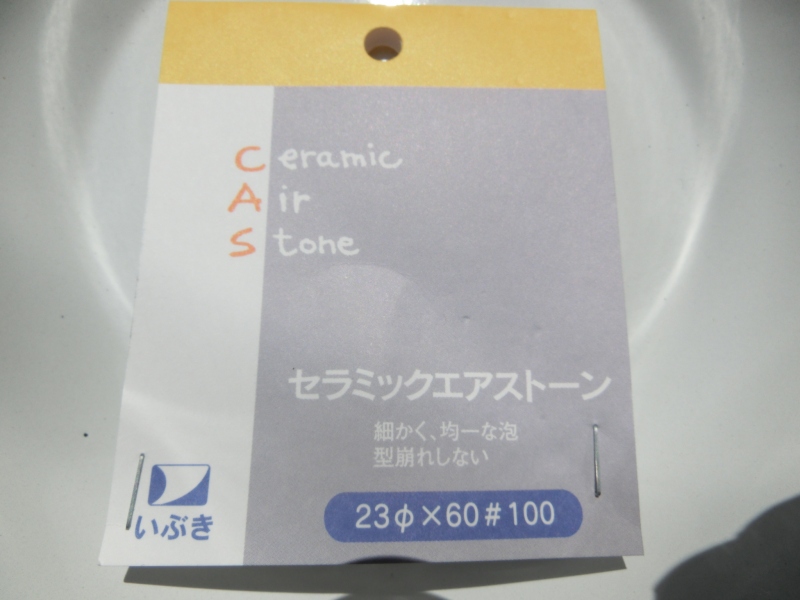 Ceramic
Air
Stone
セラミックエアストーン
細かく、均一な泡
型崩れしない
23φ×60#100
いぶき